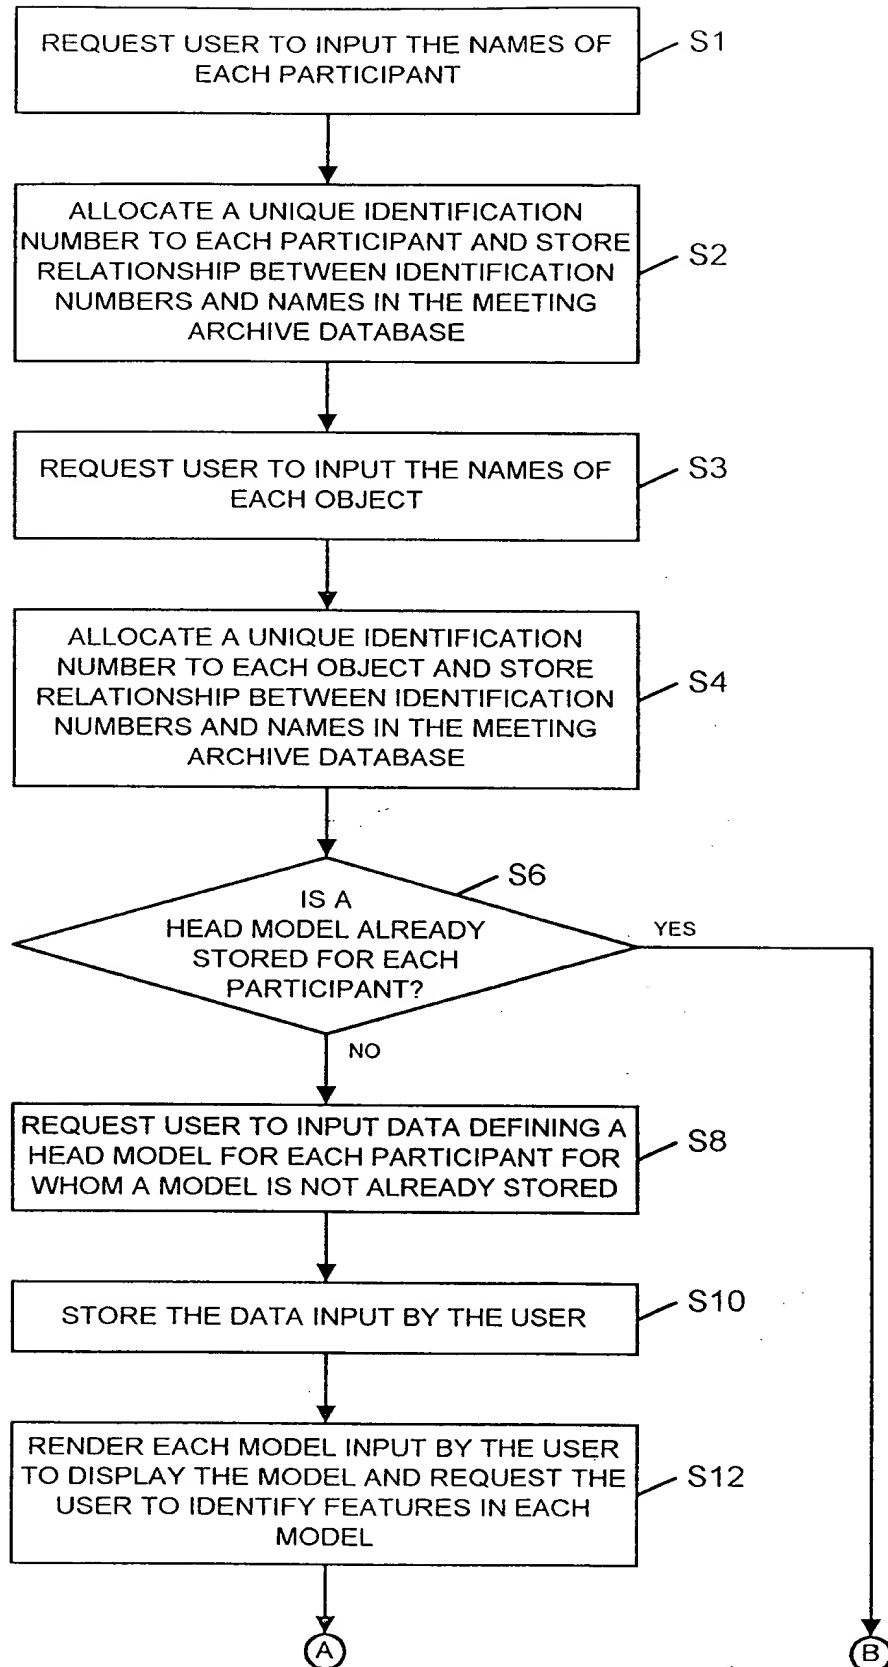 REQUEST USER TO INPUT THE NAMES OF
EACH PARTICIPANT
S1
ALLOCATE A UNIQUE IDENTIFICATION
NUMBER TO EACH PARTICIPANT AND STORE
RELATIONSHIP BETWEEN IDENTIFICATION
NUMBERS AND NAMES IN THE MEETING
ARCHIVE DATABASE
S2
REQUEST USER TO INPUT THE NAMES OF
EACH OBJECT
S3
ALLOCATE A UNIQUE IDENTIFICATION
NUMBER TO EACH OBJECT AND STORE
RELATIONSHIP BETWEEN IDENTIFICATION
NUMBERS AND NAMES IN THE MEETING
ARCHIVE DATABASE
S4
IS A
HEAD MODEL ALREADY
STORED FOR EACH
PARTICIPANT?
S6
YES
NO
REQUEST USER TO INPUT DATA DEFINING A
HEAD MODEL FOR EACH PARTICIPANT FOR
WHOM A MODEL IS NOT ALREADY STORED
S8
STORE THE DATA INPUT BY THE USER
S10
RENDER EACH MODEL INPUT BY THE USER
TO DISPLAY THE MODEL AND REQUEST THE
USER TO IDENTIFY FEATURES IN EACH
MODEL
S12
A
B